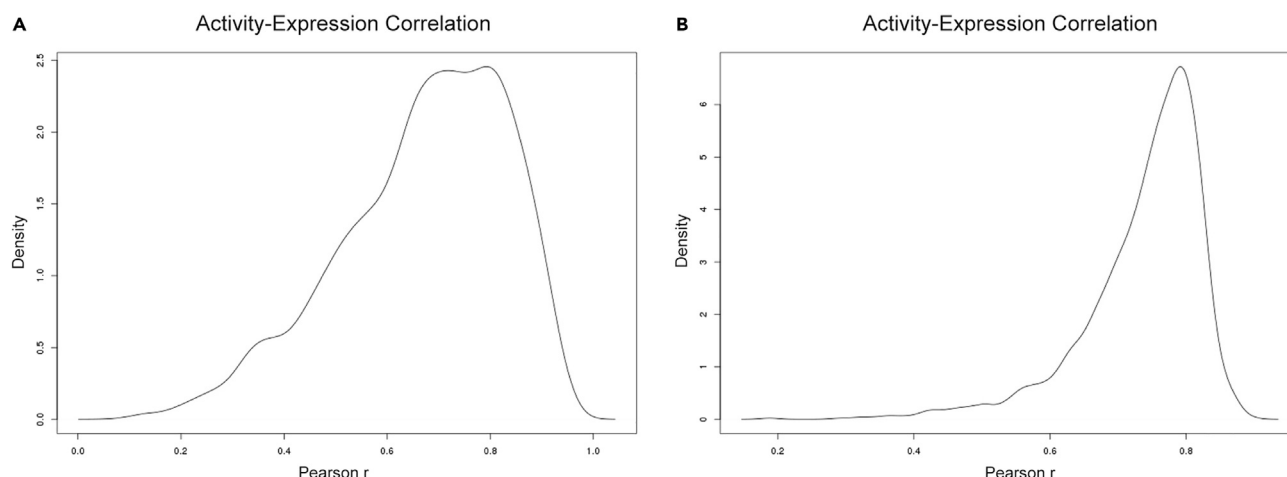 A
Activity-Expression Correlation
Density
2.5
2.0
1.5
1.0
0.5
0.0
0.0 0.2 0.4 0.6 0.8 1.0
Pearson r
B
Activity-Expression Correlation
Density
6
5
4
3
2
1
0
0.2 0.4 0.6 0.8
Pearson r